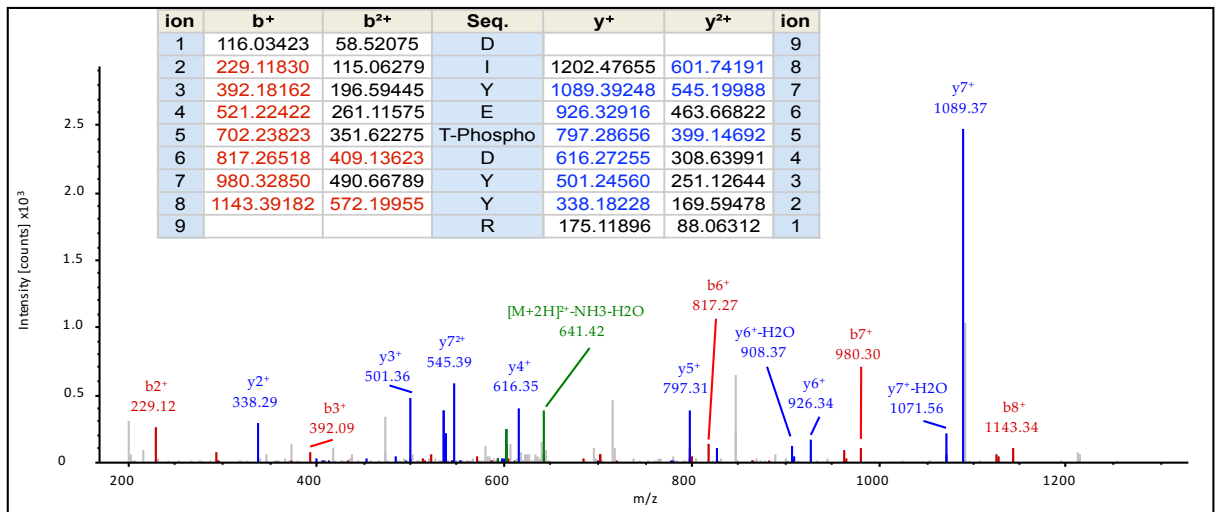 ion b⁺ b²⁺ Seq. y⁺ y²⁺ ion
1 116.03423 58.52075 D 9
2 229.11830 115.06279 I 1202.47655 601.74191 8
3 392.18162 196.59445 Y 1089.39248 545.19988 7
4 521.22422 261.11575 E 926.32916 463.66822 6
5 702.23823 351.62275 T-Phospho 797.28656 399.14692 5
6 817.26518 409.13623 D 616.27255 308.63991 4
7 980.32850 490.66789 Y 501.24560 251.12644 3
8 1143.39182 572.19955 Y 338.18228 169.59478 2
9 R 175.11896 88.06312 1
Intensity [counts] x10³
2.5
2.0
1.5
1.0
0.5
0
b2⁺
229.12
y2⁺
338.29
b3⁺
392.09
y3⁺
501.36
y7²⁺
545.39
y4⁺
616.35
[M+2H]²⁺-NH3-H2O
641.42
y5⁺
797.31
b6⁺
817.27
y6⁺-H2O
908.37
b7⁺
980.30
y6⁺
926.34
y7⁺-H2O
1071.56
y7⁺
1089.37
b8⁺
1143.34
200 400 600 800 1000 1200
m/z